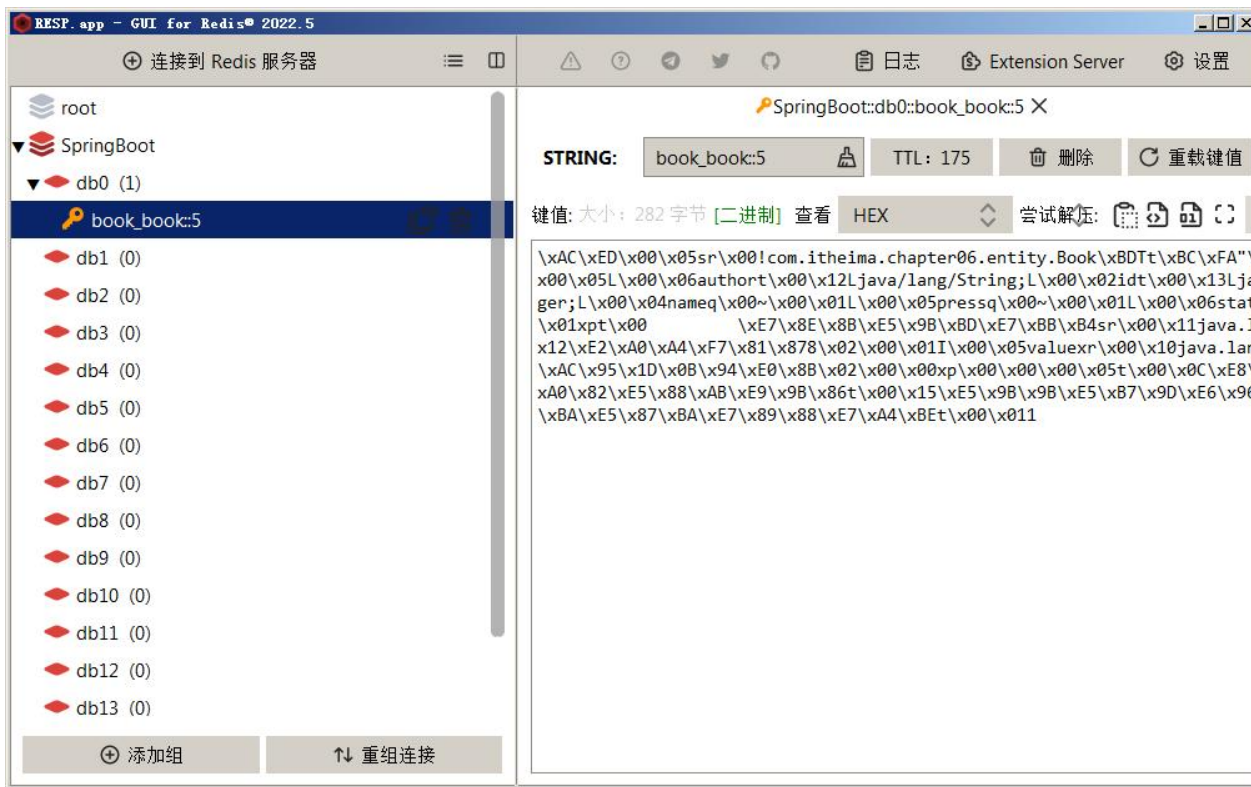 RESP.app - GUI for Redis® 2022.5
连接到 Redis 服务器
日志
Extension Server
设置
root
SpringBoot
db0 (1)
book_book::5
db1 (0)
db2 (0)
db3 (0)
db4 (0)
db5 (0)
db6 (0)
db7 (0)
db8 (0)
db9 (0)
db10 (0)
db11 (0)
db12 (0)
db13 (0)
添加组
重组连接
SpringBoot::db0::book_book::5
STRING: book_book::5 TTL: 175 删除 重载键值
键值: 大小: 282 字节 [二进制] 查看 HEX 尝试解压:
\xAC\xED\x00\x05sr\x00!com.itheima.chapter06.entity.Book\xBDTt\xBC\xFA"\
x00\x05L\x00\x06authort\x00\x12Ljava/lang/String;L\x00\x02idt\x00\x13Lja
ger;L\x00\x04nameq\x00~\x00\x01L\x00\x05pressq\x00~\x00\x01L\x00\x06stat
\x01xpt\x00 \xE7\x8E\x8B\xE5\x9B\xBD\xE7\xBB\xB4sr\x00\x11java.l
x12\xE2\xA0\xA4\xF7\x81\x878\x02\x00\x01I\x00\x05valuexr\x00\x10java.lan
\xAC\x95\x1D\x0B\x94\xE0\x8B\x02\x00\x00xp\x00\x00\x00\x05t\x00\x0C\xE8\
xA0\x82\xE5\x88\xAB\xE9\x9B\x86t\x00\x15\xE5\x9B\x9B\xE5\xB7\x9D\xE6\x96
\xBA\xE5\x87\xBA\xE7\x89\x88\xE7\xA4\xBEt\x00\x011